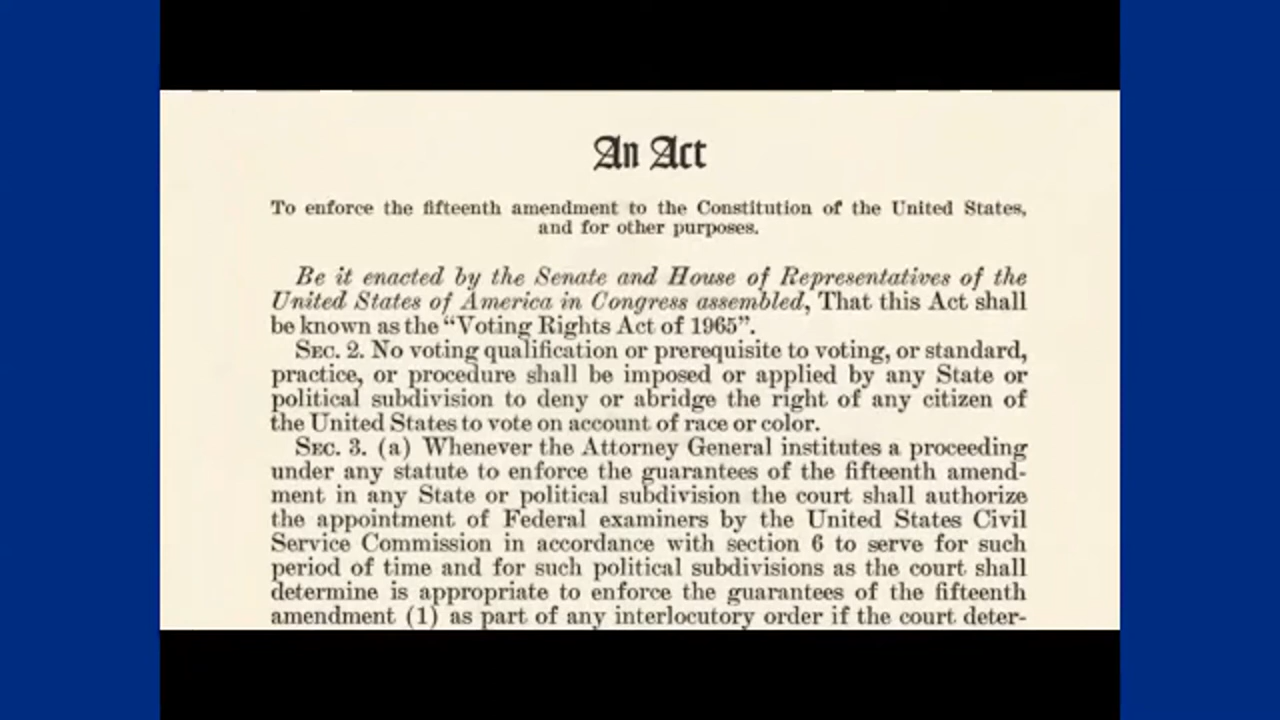 An Act
To enforce the fifteenth amendment to the Constitution of the United States,
and for other purposes.
Be it enacted by the Senate and House of Representatives of the
United States of America in Congress assembled, That this Act shall
be known as the “Voting Rights Act of 1965”.
SEC. 2. No voting qualification or prerequisite to voting, or standard,
practice, or procedure shall be imposed or applied by any State or
political subdivision to deny or abridge the right of any citizen of
the United States to vote on account of race or color.
SEC. 3. (a) Whenever the Attorney General institutes a proceeding
under any statute to enforce the guarantees of the fifteenth amend-
ment in any State or political subdivision the court shall authorize
the appointment of Federal examiners by the United States Civil
Service Commission in accordance with section 6 to serve for such
period of time and for such political subdivisions as the court shall
determine is appropriate to enforce the guarantees of the fifteenth
amendment (1) as part of any interlocutory order if the court deter-